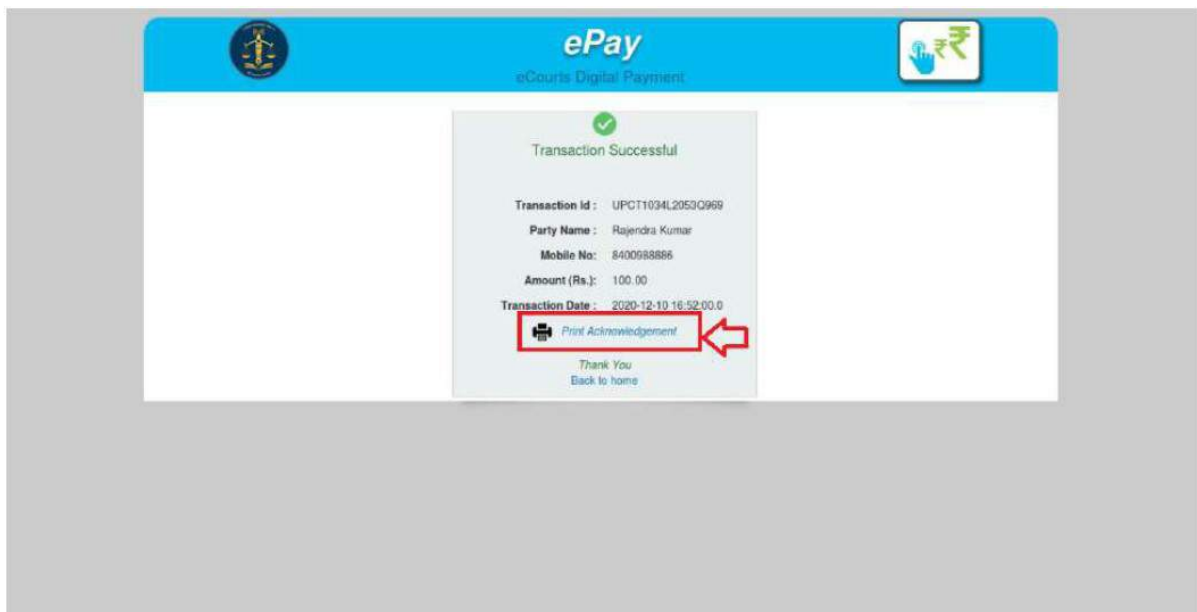 ePay
eCourts Digital Payment
₹₹
Transaction Successful
Transaction Id : UPCT1034L2053Q969
Party Name : Rajendra Kumar
Mobile No: 8400988886
Amount (Rs.): 100.00
Transaction Date : 2020-12-10 16:52:00.0
Print Acknowledgement
Thank You
Back to home